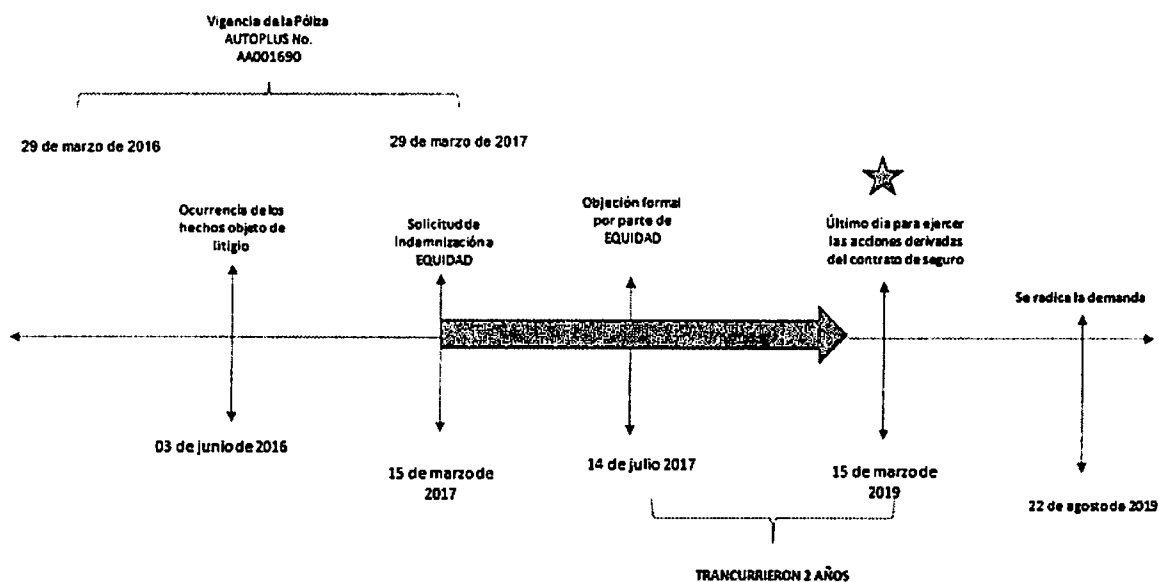 Vigencia de la Póliza
AUTOPLUS No.
AA001690
29 de marzo de 2016
29 de marzo de 2017
Ocurrencia de los
hechos objeto de
litigio
Solicitud de
Indemnización a
EQUIDAD
Objeción formal
por parte de
EQUIDAD
Último dia para ejercer
las acciones derivadas
del contrato de seguro
Se radica la demanda
03 de junio de 2016
15 de marzo de
2017
14 de julio 2017
15 de marzo de
2019
22 de agosto de 2019
TRANCURRIERON 2 AÑOS